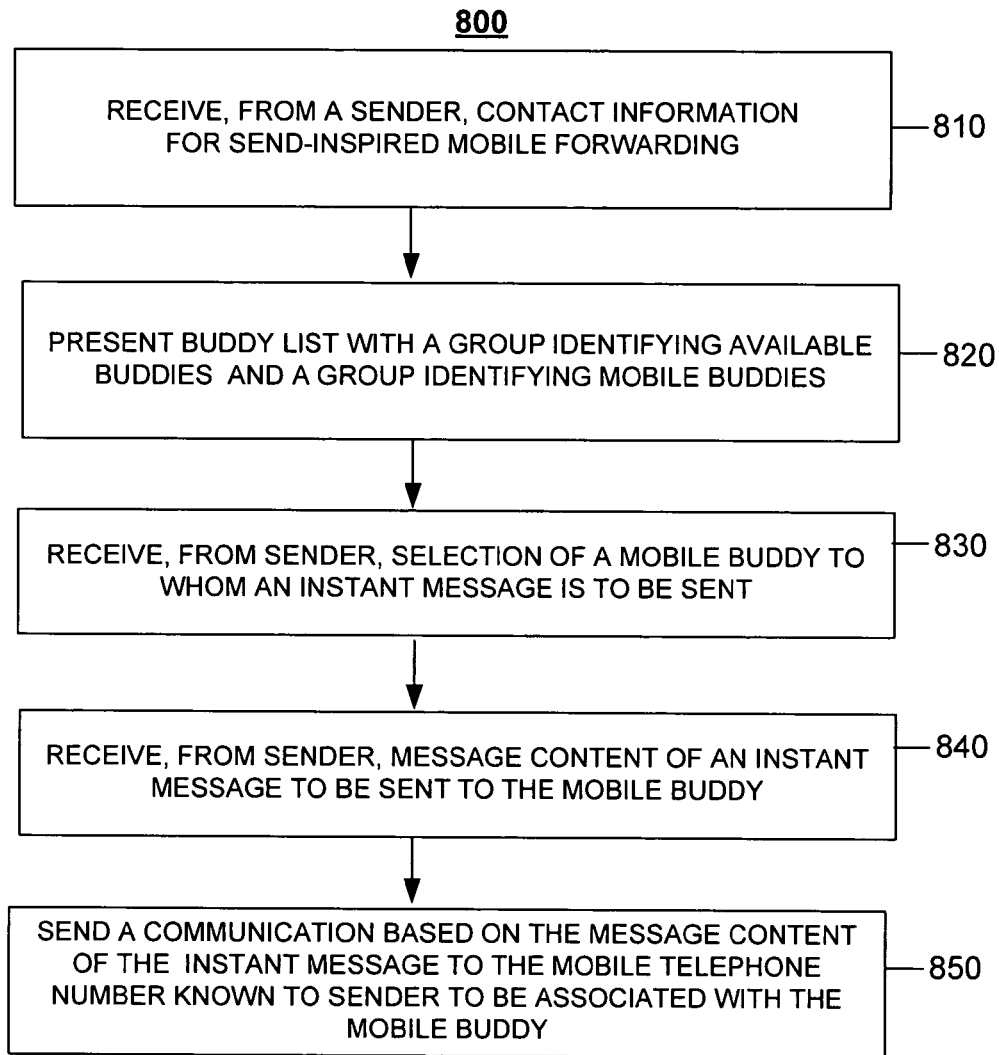 800
RECEIVE, FROM A SENDER, CONTACT INFORMATION
FOR SEND-INSPIRED MOBILE FORWARDING
810
PRESENT BUDDY LIST WITH A GROUP IDENTIFYING AVAILABLE
BUDDIES AND A GROUP IDENTIFYING MOBILE BUDDIES
820
RECEIVE, FROM SENDER, SELECTION OF A MOBILE BUDDY TO
WHOM AN INSTANT MESSAGE IS TO BE SENT
830
RECEIVE, FROM SENDER, MESSAGE CONTENT OF AN INSTANT
MESSAGE TO BE SENT TO THE MOBILE BUDDY
840
SEND A COMMUNICATION BASED ON THE MESSAGE CONTENT
OF THE INSTANT MESSAGE TO THE MOBILE TELEPHONE
NUMBER KNOWN TO SENDER TO BE ASSOCIATED WITH THE
MOBILE BUDDY
850